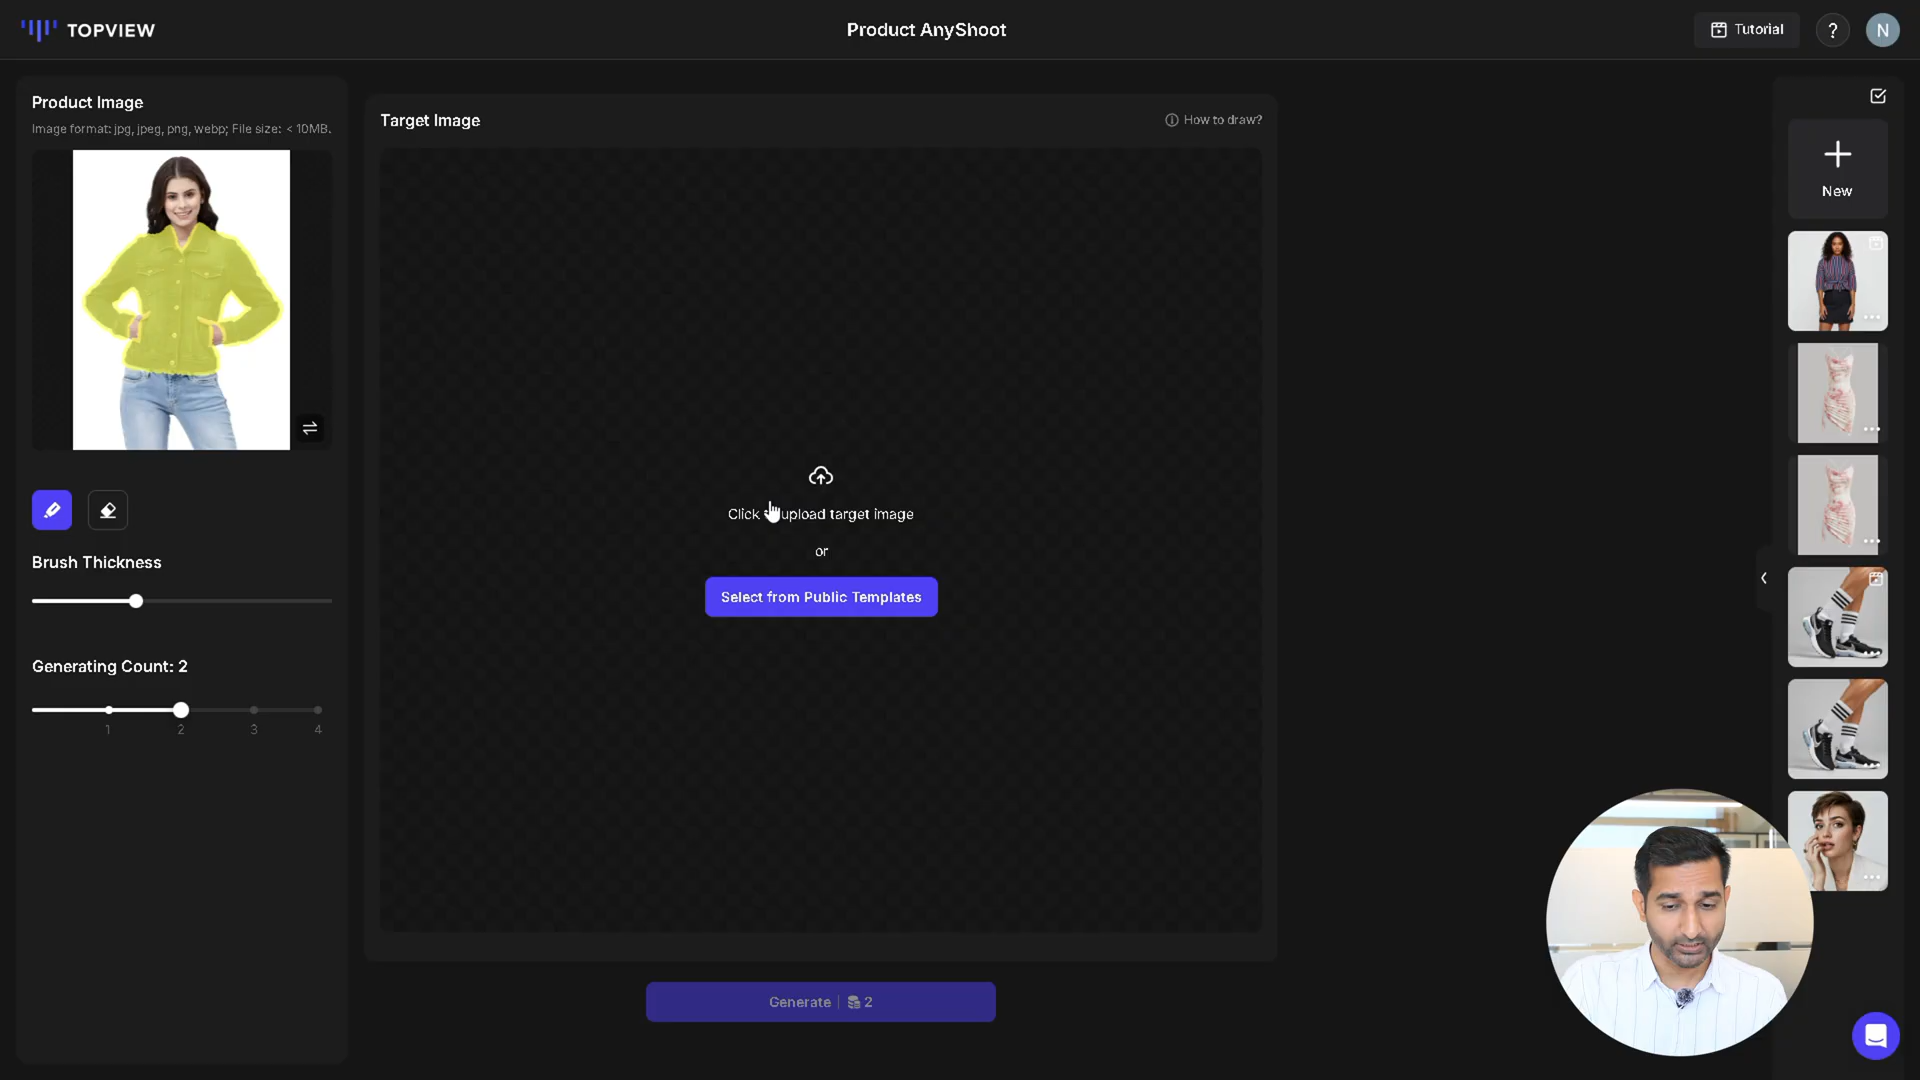 TOPVIEW
Product AnyShoot
Tutorial
?
N
Product Image
Image format: jpg, jpeg, png, webp; File size: < 10MB.
Target Image
How to draw?
New
Click upload target image
or
Select from Public Templates
Brush Thickness
Generating Count: 2
1 2 3 4
Generate | 2